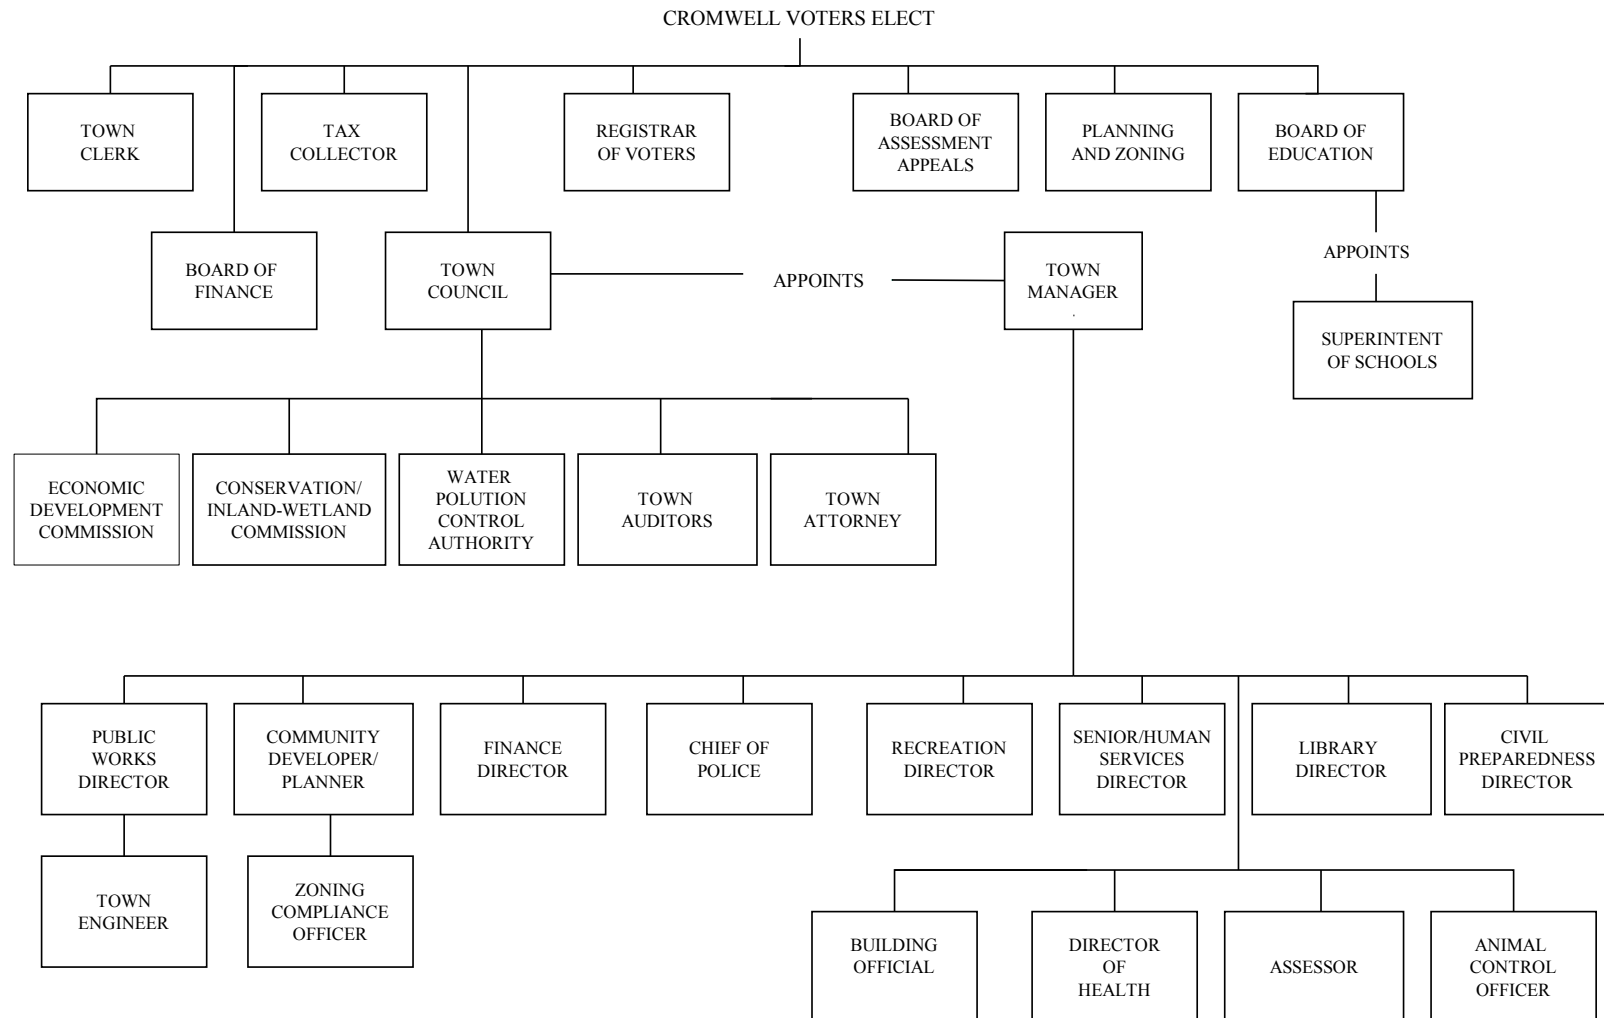 CROMWELL VOTERS ELECT
TOWN
CLERK
TAX
COLLECTOR
REGISTRAR
OF VOTERS
BOARD OF
ASSESSMENT
APPEALS
PLANNING
AND ZONING
BOARD OF
EDUCATION
BOARD OF
FINANCE
TOWN
COUNCIL
APPOINTS
TOWN
MANAGER
.
APPOINTS
SUPERINTENT
OF SCHOOLS
ECONOMIC
DEVELOPMENT
COMMISSION
CONSERVATION/
INLAND-WETLAND
COMMISSION
WATER
POLUTION
CONTROL
AUTHORITY
TOWN
AUDITORS
TOWN
ATTORNEY
PUBLIC
WORKS
DIRECTOR
COMMUNITY
DEVELOPER/
PLANNER
FINANCE
DIRECTOR
CHIEF OF
POLICE
RECREATION
DIRECTOR
SENIOR/HUMAN
SERVICES
DIRECTOR
LIBRARY
DIRECTOR
CIVIL
PREPAREDNESS
DIRECTOR
TOWN
ENGINEER
ZONING
COMPLIANCE
OFFICER
BUILDING
OFFICIAL
DIRECTOR
OF
HEALTH
ASSESSOR
ANIMAL
CONTROL
OFFICER